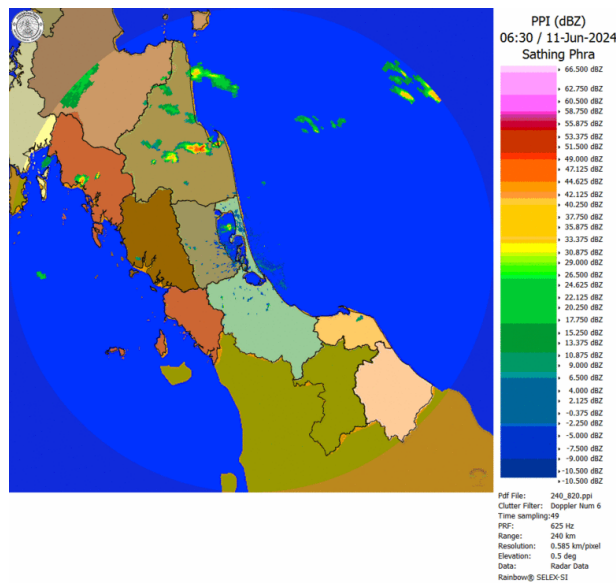 PPI (dBZ)
06:30 / 11-Jun-2024
Sathing Phra
66.500 dBZ
62.750 dBZ
60.500 dBZ
58.750 dBZ
55.875 dBZ
53.375 dBZ
51.500 dBZ
49.000 dBZ
47.125 dBZ
44.625 dBZ
42.125 dBZ
40.250 dBZ
37.750 dBZ
35.875 dBZ
33.375 dBZ
30.875 dBZ
29.000 dBZ
26.500 dBZ
24.625 dBZ
22.125 dBZ
20.250 dBZ
17.750 dBZ
15.250 dBZ
13.375 dBZ
10.875 dBZ
9.000 dBZ
6.500 dBZ
4.000 dBZ
2.125 dBZ
-0.375 dBZ
-2.250 dBZ
-5.000 dBZ
-7.500 dBZ
-9.000 dBZ
-10.500 dBZ
-10.500 dBZ
Pdf File: 240_820.ppi
Clutter Filter: Doppler Num 6
Time sampling:49
PRF: 625 Hz
Range: 240 km
Resolution: 0.585 km/pixel
Elevation: 0.5 deg
Data: Radar Data
Rainbow® SELEX-SI